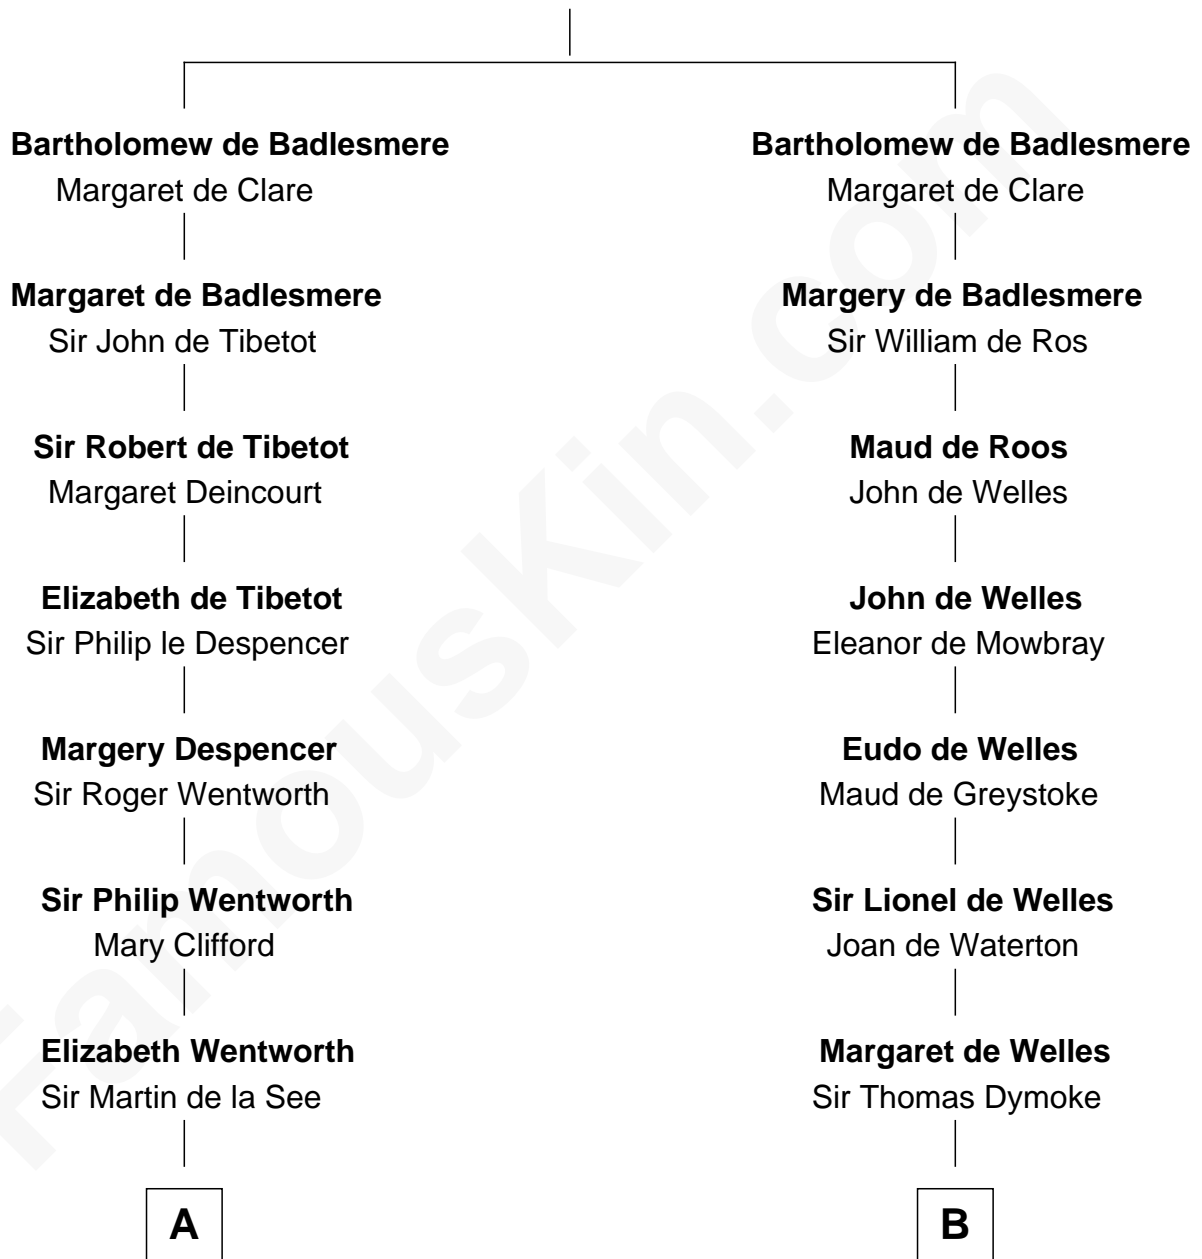 Bartholomew de Badlesmere
Margaret de Clare
Margaret de Badlesmere
Sir John de Tibetot
Sir Robert de Tibetot
Margaret Deincourt
Elizabeth de Tibetot
Sir Philip le Despencer
Margery Despencer
Sir Roger Wentworth
Sir Philip Wentworth
Mary Clifford
Elizabeth Wentworth
Sir Martin de la See
A
Bartholomew de Badlesmere
Margaret de Clare
Margery de Badlesmere
Sir William de Ros
Maud de Roos
John de Welles
John de Welles
Eleanor de Mowbray
Eudo de Welles
Maud de Greystoke
Sir Lionel de Welles
Joan de Waterton
Margaret de Welles
Sir Thomas Dymoke
B
FamousKin.com